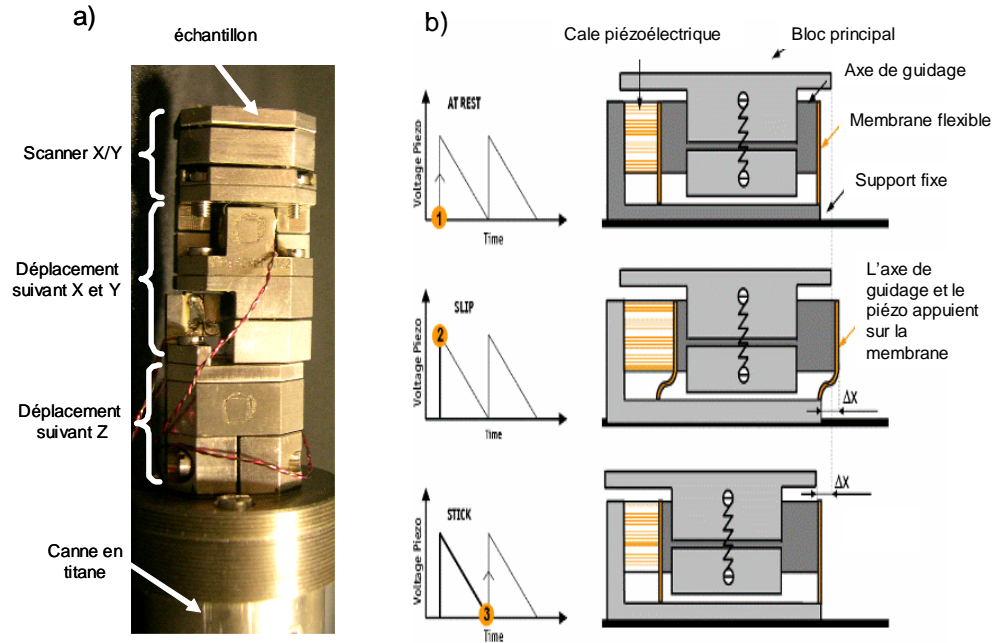 a)
échantillon
Scanner X/Y
Déplacement
suivant X et Y
Déplacement
suivant Z
Canne en
titane
b)
Cale piézoélectrique
Bloc principal
Axe de guidage
Membrane flexible
Support fixe
AT REST
Voltage Piezo
1
Time
L'axe de
guidage et le
piézo appuient
sur la
membrane
SLIP
Voltage Piezo
2
Time
ΔX
STICK
Voltage Piezo
3
Time
ΔX